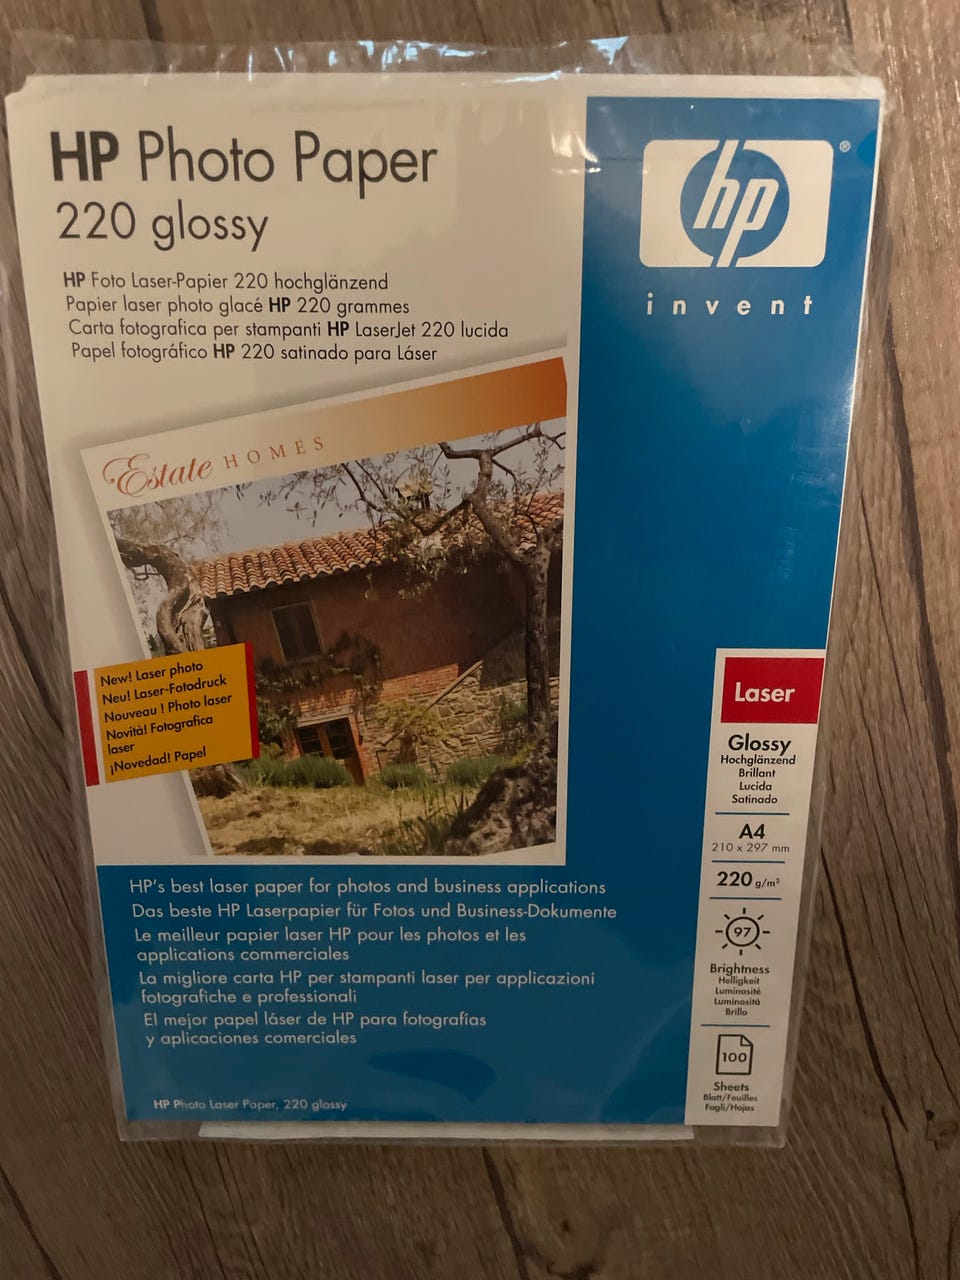 HP Photo Paper
220 glossy
HP Foto Laser-Papier 220 hochglänzend
Papier laser photo glacé HP 220 grammes
Carta fotografica per stampanti HP LaserJet 220 lucida
Papel fotográfico HP 220 satinado para Láser
hp®
invent
Estate HOMES
New! Laser photo
Neu! Laser-Fotodruck
Nouveau ! Photo laser
Novità! Fotografica
laser
¡Novedad! Papel
Laser
Glossy
Hochglänzend
Brillant
Lucida
Satinado
A4
210 x 297 mm
220 g/m²
97
Brightness
Helligkeit
Luminosité
Luminosità
Brillo
100
Sheets
Blatt/Feuilles
Fogli/Hojas
HP's best laser paper for photos and business applications
Das beste HP Laserpapier für Fotos und Business-Dokumente
Le meilleur papier laser HP pour les photos et les
applications commerciales
La migliore carta HP per stampanti laser per applicazioni
fotografiche e professionali
El mejor papel láser de HP para fotografías
y aplicaciones comerciales
HP Photo Laser Paper, 220 glossy